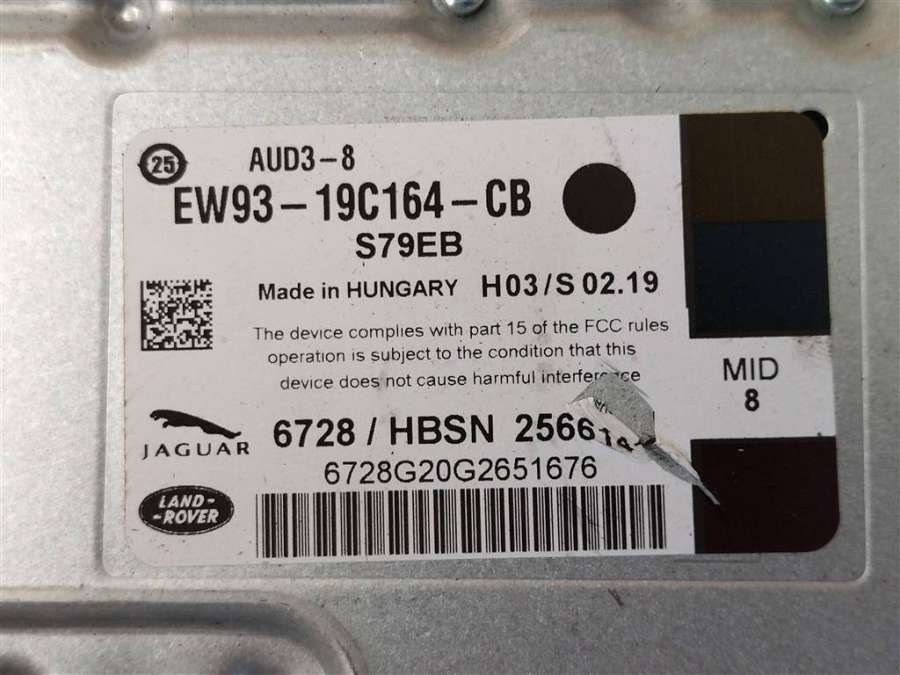 25
AUD3-8
EW93-19C164-CB
S79EB
Made in HUNGARY H03/S 02.19
The device complies with part 15 of the FCC rules
operation is subject to the condition that this
device does not cause harmful interference
MID
8
JAGUAR
6728 / HBSN
6728G20G2651676
LAND-
-ROVER